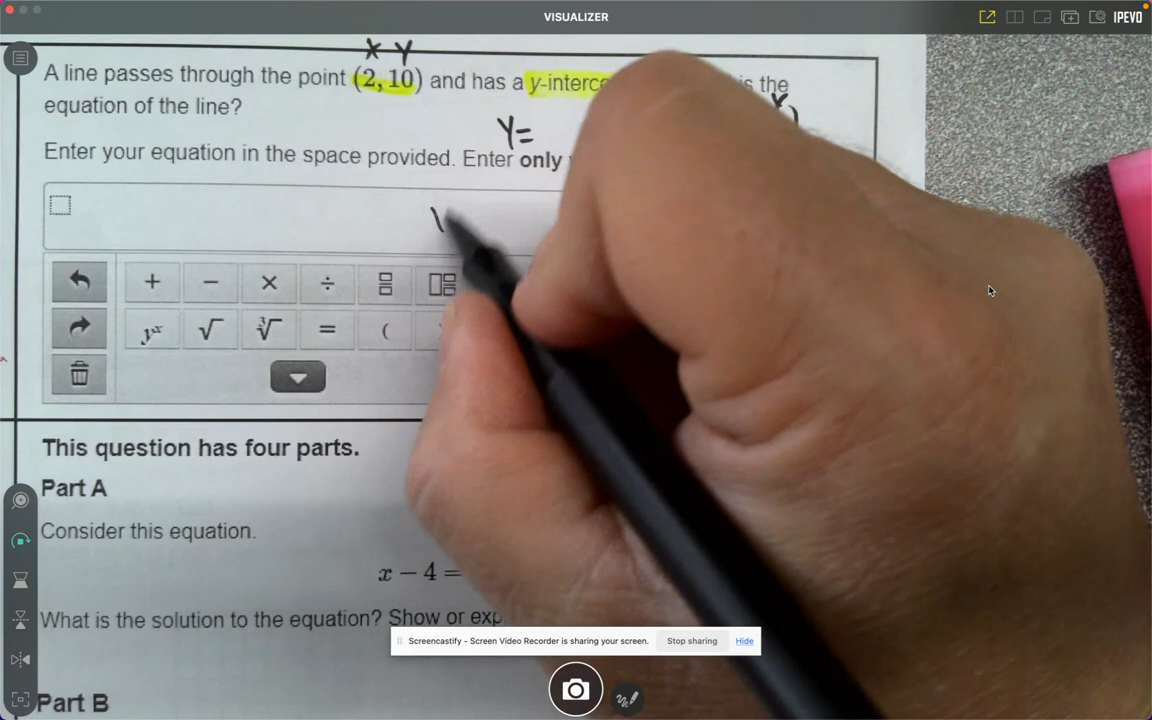 VISUALIZER
IPEVO
X Y
A line passes through the point (2, 10) and has a y-interc is the
equation of the line?
Y=
Enter your equation in the space provided. Enter only
+ − × ÷
yˣ √ ∛ = (
This question has four parts.
Part A
Consider this equation.
x − 4 =
What is the solution to the equation? Show or exp
Screencastify - Screen Video Recorder is sharing your screen. Stop sharing Hide
Part B